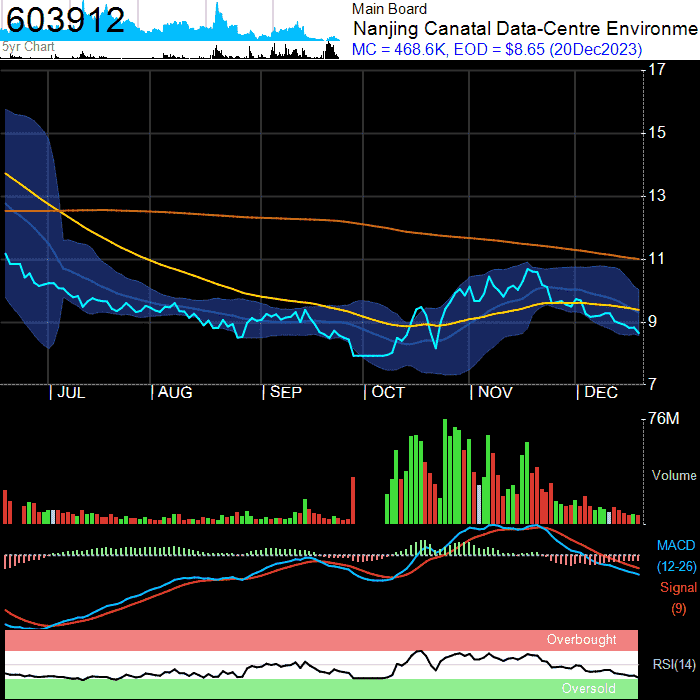 603912
5yr Chart
Main Board
Nanjing Canatal Data-Centre Environme
MC = 468.6K, EOD = $8.65 (20Dec2023)
17
15
13
11
9
7
| JUL | AUG | SEP | OCT | NOV | DEC
76M
Volume
MACD
(12-26)
Signal
(9)
Overbought
RSI(14)
Oversold